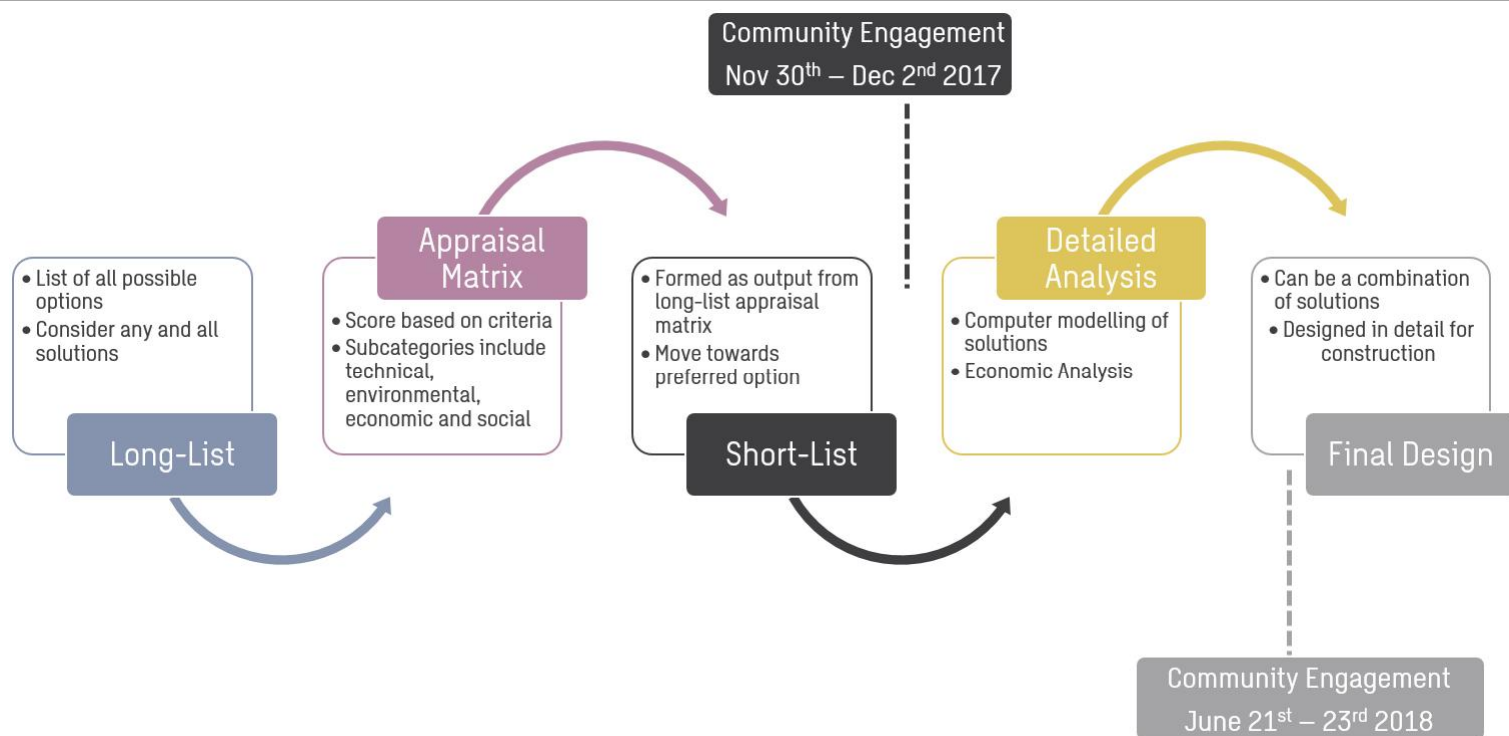 Community Engagement
Nov 30th – Dec 2nd 2017
• List of all possible
options
• Consider any and all
solutions
Long-List
Appraisal
Matrix
• Score based on criteria
• Subcategories include
technical,
environmental,
economic and social
• Formed as output from
long-list appraisal
matrix
• Move towards
preferred option
Short-List
Detailed
Analysis
• Computer modelling of
solutions
• Economic Analysis
• Can be a combination
of solutions
• Designed in detail for
construction
Final Design
Community Engagement
June 21st – 23rd 2018